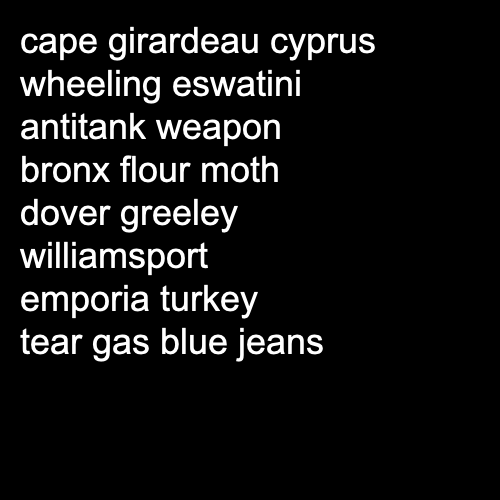 cape girardeau cyprus
wheeling eswatini
antitank weapon
bronx flour moth
dover greeley
williamsport
emporia turkey
tear gas blue jeans